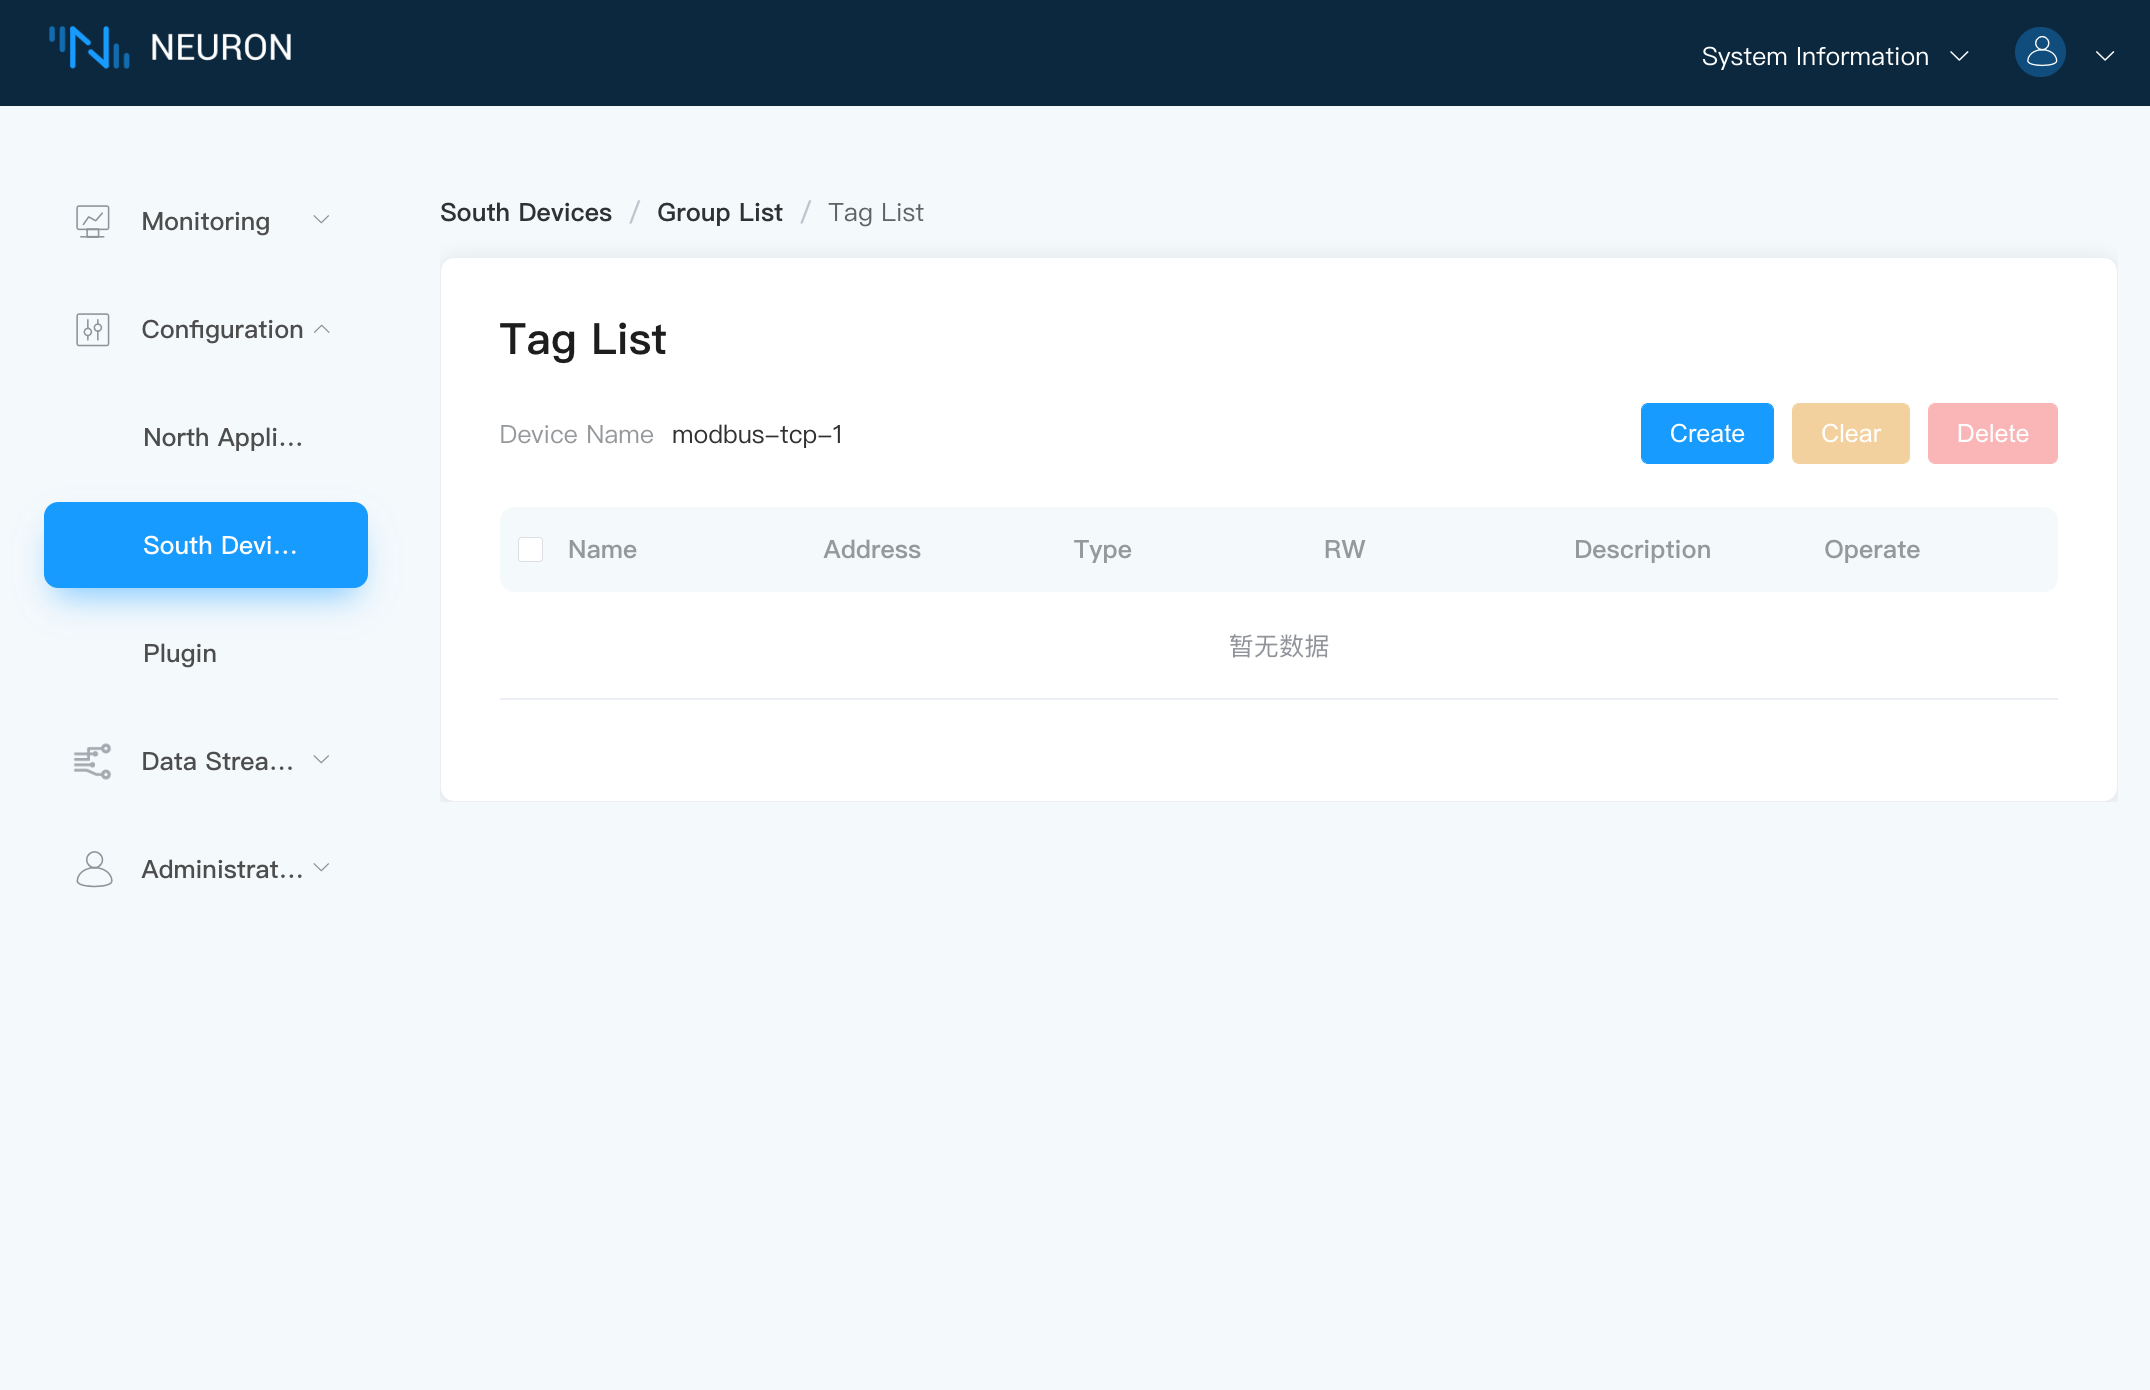 NEURON
System Information
Monitoring
Configuration
North Appli...
South Devi...
Plugin
Data Strea...
Administrat...
South Devices / Group List / Tag List
Tag List
Device Name modbus-tcp-1
Create Clear Delete
Name Address Type RW Description Operate
暂无数据